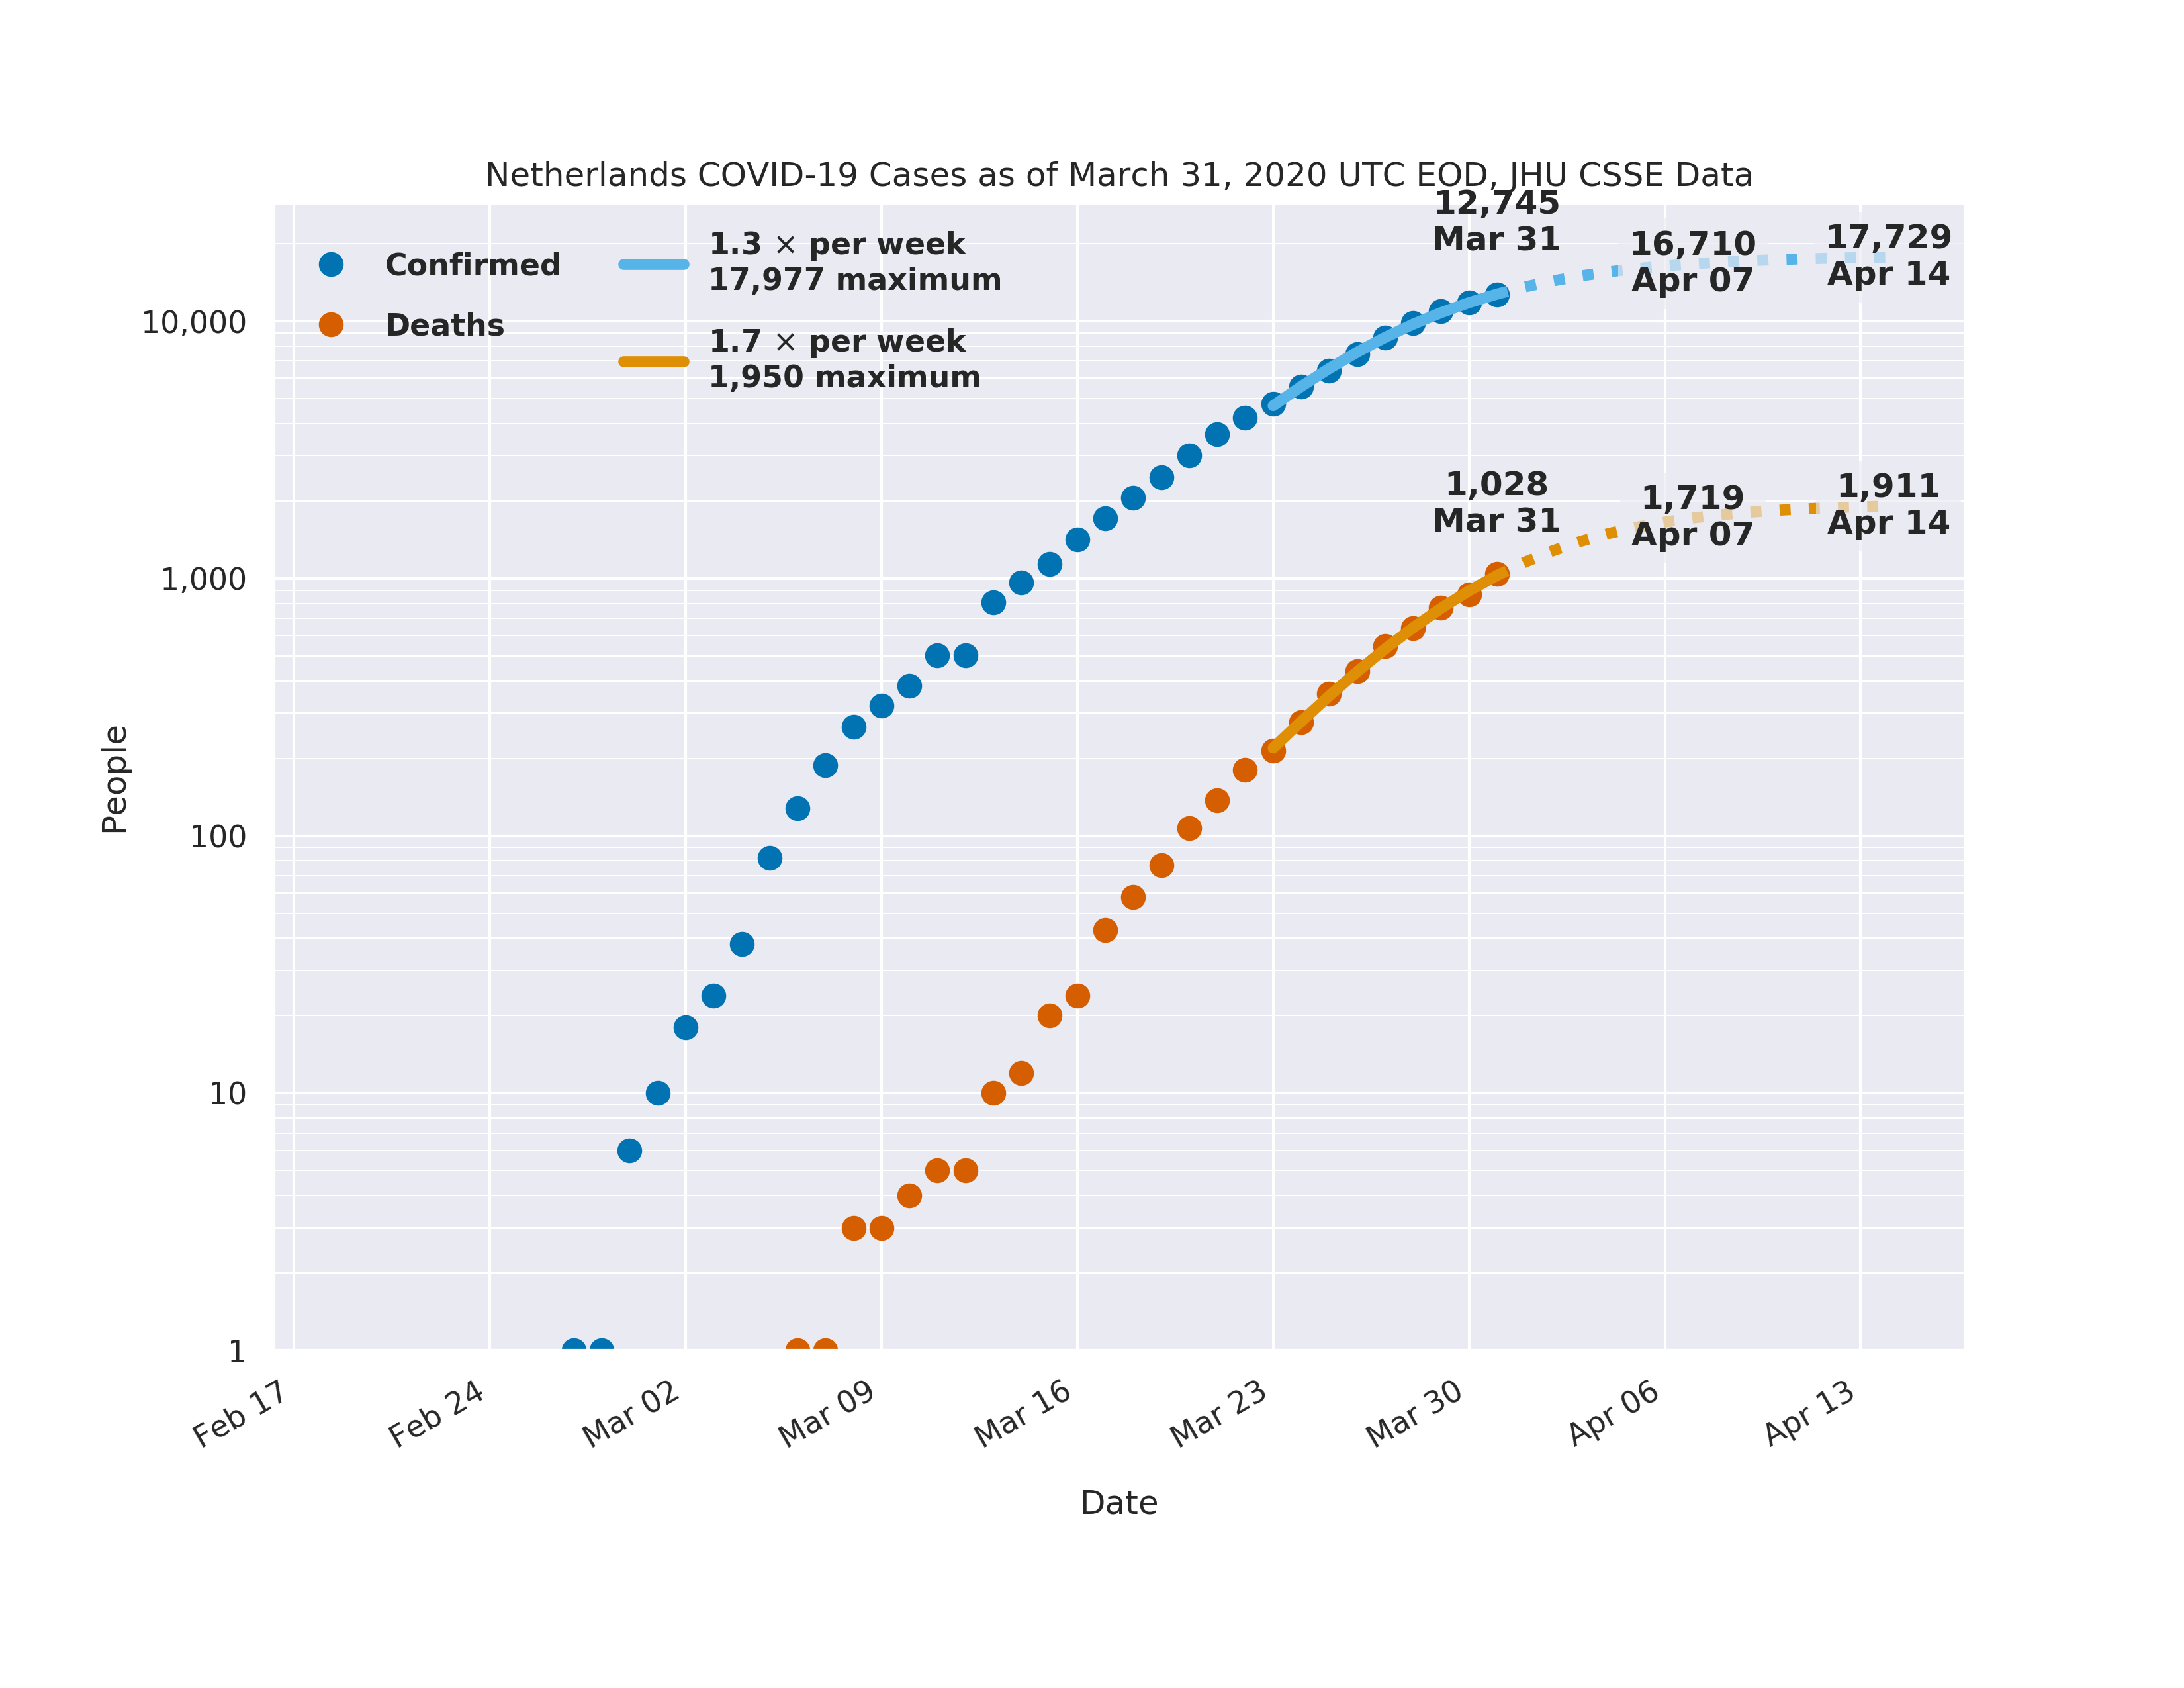 Netherlands COVID-19 Cases as of March 31, 2020 UTC EOD, JHU CSSE Data
12,745
Mar 31
16,710
Apr 07
17,729
Apr 14
Confirmed
Deaths
1.3 × per week
17,977 maximum
1.7 × per week
1,950 maximum
1,028
Mar 31
1,719
Apr 07
1,911
Apr 14
People
10,000
1,000
100
10
1
Feb 17
Feb 24
Mar 02
Mar 09
Mar 16
Mar 23
Mar 30
Apr 06
Apr 13
Date